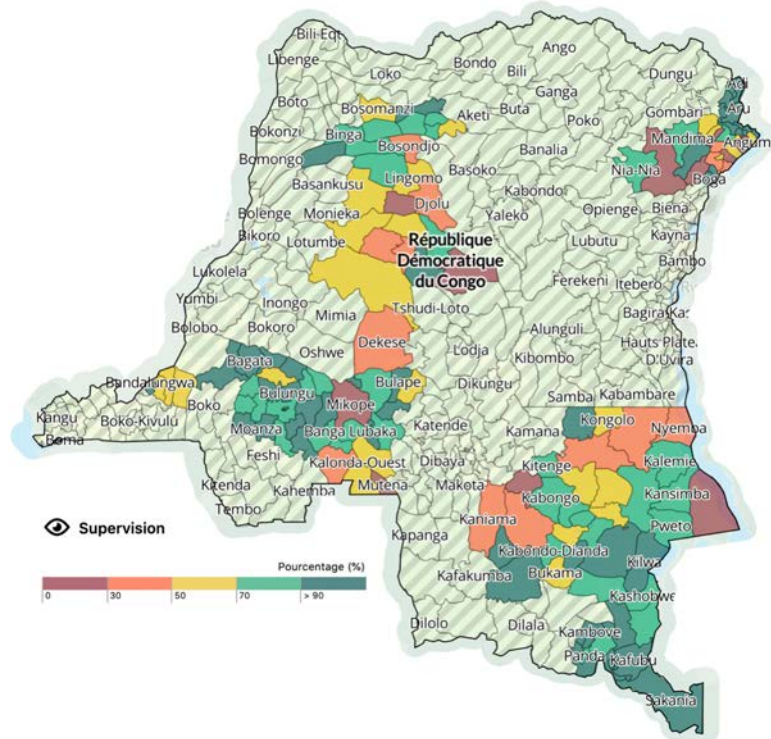 Bili Eqt
Ango
Libenge
Loko
Bondo
Bili
Dungu
Adi
Boto
Ganga
Aru
Bosomanzi
Aketi
Buta
Poko
Gombari
Bokonzi
Binga
Mandima
Angum
Bosondjo
Banalia
Bomongo
Lingomo
Basoko
Nia-Nia
Boga
Basankusu
Kabondo
Djolu
Bolenge
Monieka
Yaleko
Opienge
Biena
Bikoro
Lotumbe
République
Démocratique
du Congo
Lubutu
Kayna
Lukolela
Ferekeni
Itebero
Bambo
Yumbi
Inongo
Mimia
Tshudi-Loto
Bagira-Ka
Bolobo
Bokoro
Alunguli
Oshwe
Dekese
Lodja
Kibombo
Hauts Plate
D'Uvira
Bagata
Bandalungwa
Bulape
Dikungu
Boko
Mikope
Samba
Kabambare
Kangu
Boko-Kivulu
Moanza
Banga Lubaka
Katende
Kamana
Kongolo
Nyemba
Boma
Feshi
Kalonda-Ouest
Dibaya
Kitenge
Kalemie
Kitenda
Kahemba
Mutena
Makota
Kabongo
Kansimba
Tembo
Kapanga
Kaniama
Pweto
Kabondo-Dianda
Kilwa
Kafakumba
Bukama
Kashobwe
Dilolo
Dilala
Kambove
Panda
Kafubu
Sakania
Supervision
Pourcentage (%)
0 30 50 70 > 90